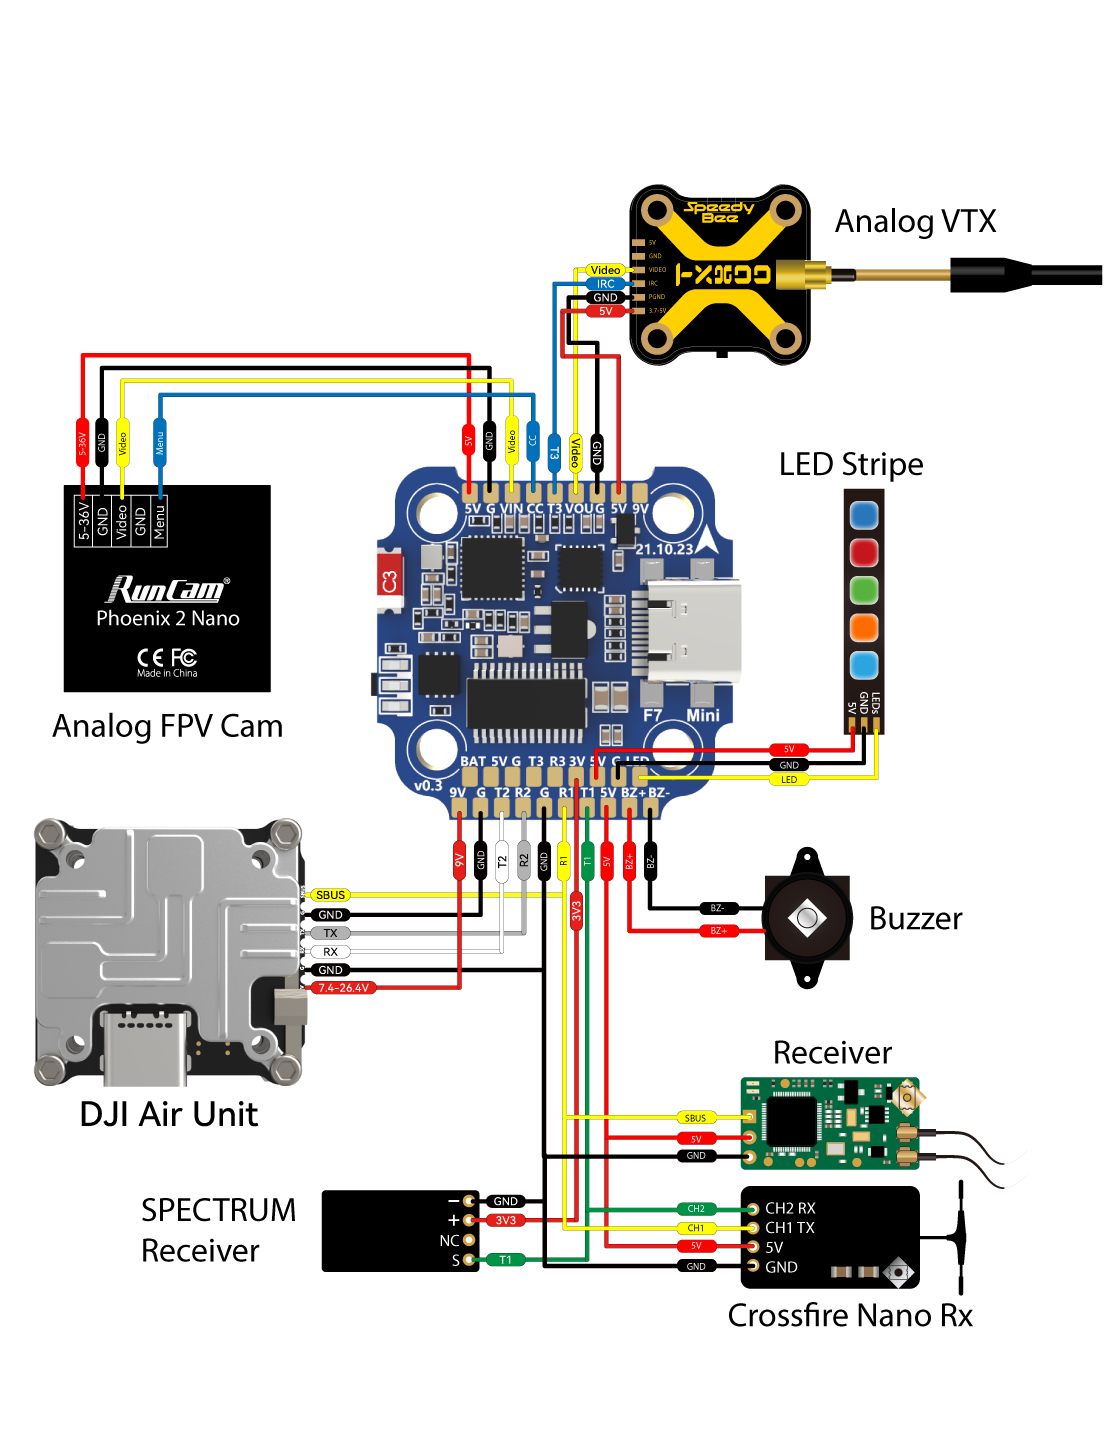 Speedy
Bee
TX800
Analog VTX
5V
GND
VIDEO
IRC
PGND
3.7-5V
Video
IRC
GND
5V
5-36V
GND
Video
Menu
5V
GND
Video
CC
T3
Video
GND
LED Stripe
5-36V
GND
Video
GND
Menu
RunCam®
Phoenix 2 Nano
CE FC
Made in China
Analog FPV Cam
5V G VIN CC T3 VOU G 5V 9V
21.10.23
C3
F7 Mini
BAT 5V G T3 R3 3V 5V G LED
v0.3
9V G T2 R2 G R1 T1 5V BZ+ BZ-
5V
GND
LEDs
5V
GND
LED
9V
GND
T2
R2
GND
R1
3V3
T1
5V
BZ+
BZ-
SBUS
GND
TX
RX
GND
7.4-26.4V
DJI Air Unit
BZ-
BZ+
Buzzer
Receiver
SBUS
5V
GND
SPECTRUM
Receiver
−
+
NC
S
GND
3V3
T1
CH2
CH1
5V
GND
CH2 RX
CH1 TX
5V
GND
Crossfire Nano Rx